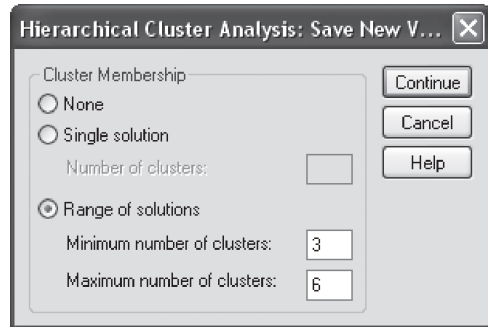 Hierarchical Cluster Analysis: Save New V...
Cluster Membership
None
Single solution
Number of clusters:
Range of solutions
Minimum number of clusters: 3
Maximum number of clusters: 6
Continue
Cancel
Help